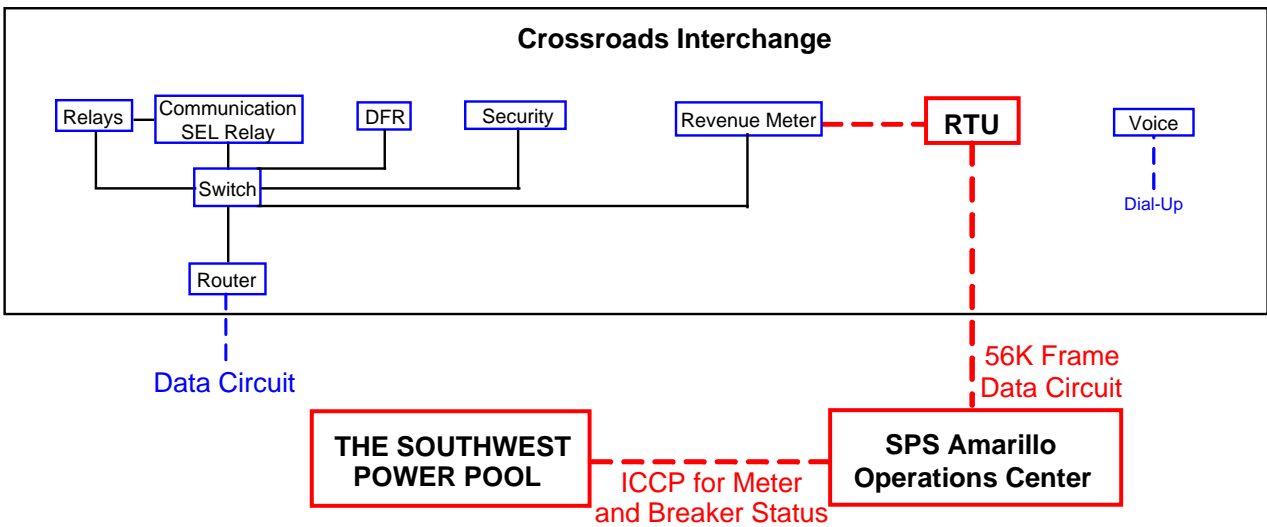 Crossroads Interchange
Relays
Communication
SEL Relay
DFR
Security
Revenue Meter
RTU
Voice
Switch
Dial-Up
Router
Data Circuit
56K Frame
Data Circuit
THE SOUTHWEST
POWER POOL
ICCP for Meter
and Breaker Status
SPS Amarillo
Operations Center